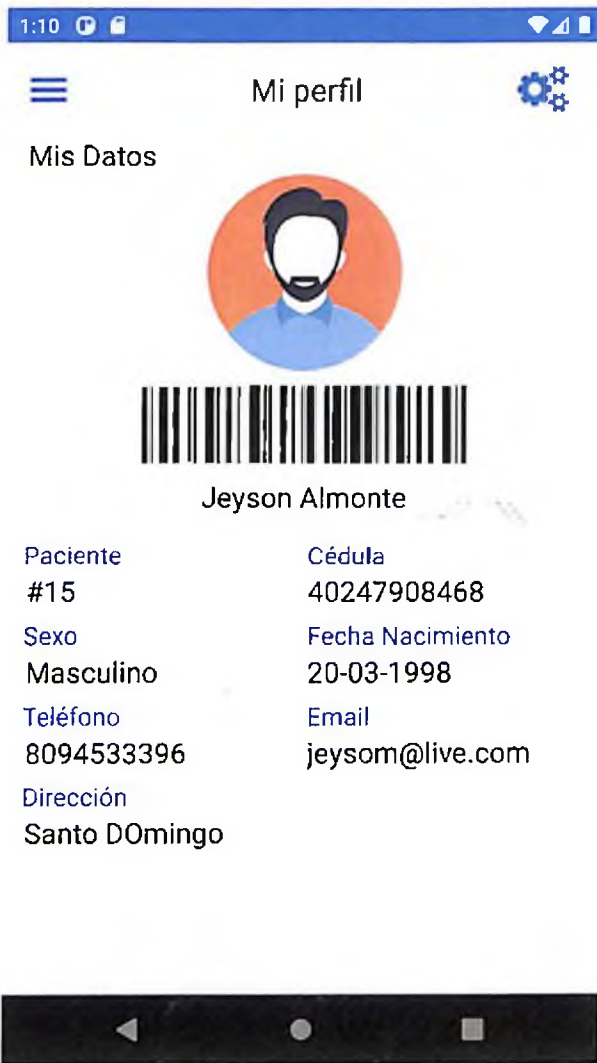 1:10
Mi perfil
Mis Datos
Jeyson Almonte
Paciente Cédula
#15 40247908468
Sexo Fecha Nacimiento
Masculino 20-03-1998
Teléfono Email
8094533396 jeysom@live.com
Dirección
Santo DOmingo